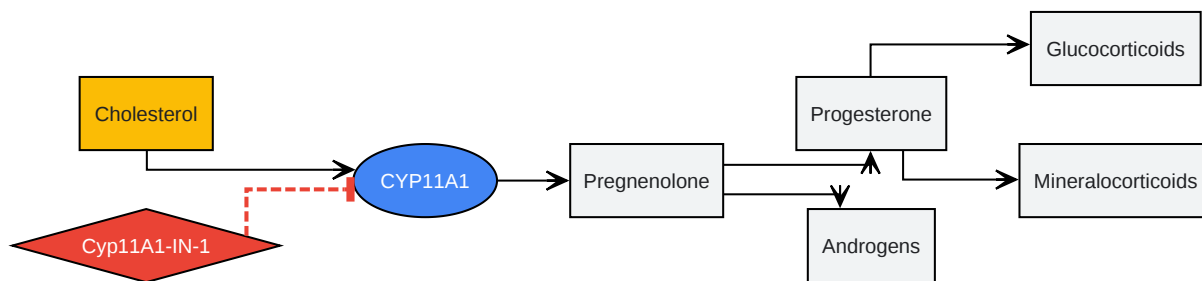 Glucocorticoids
Cholesterol
Progesterone
CYP11A1
Pregnenolone
Mineralocorticoids
Cyp11A1-IN-1
Androgens